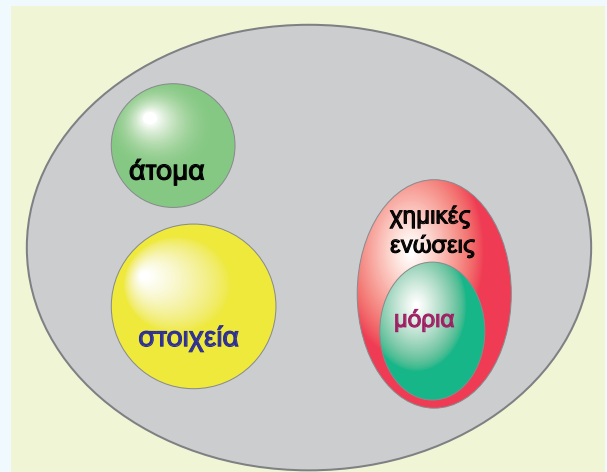 άτομα
στοιχεία
χημικές
ενώσεις
μόρια